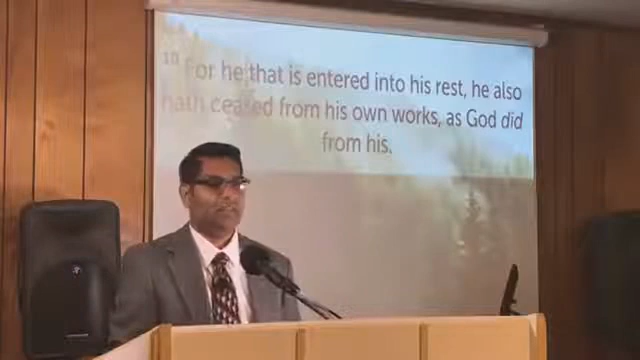 10 For he that is entered into his rest, he also
hath ceased from his own works, as God did
from his.